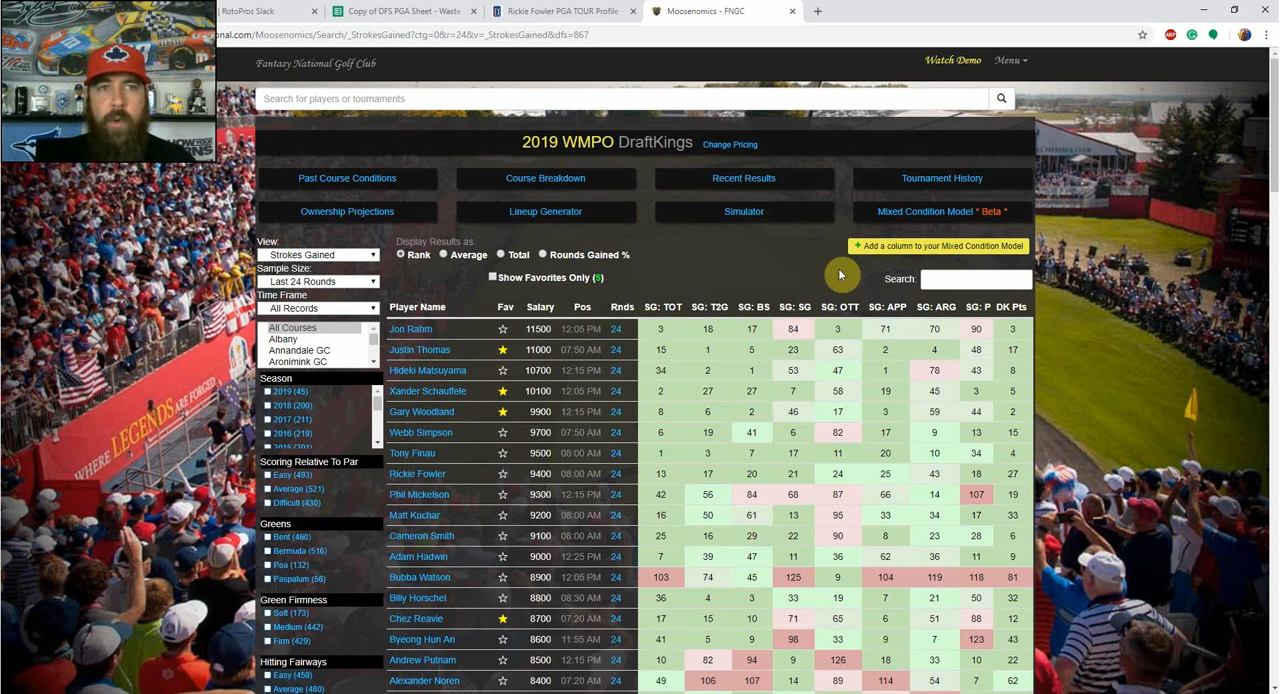 RotoPros Slack
Copy of DFS PGA Sheet - Waste
Rickie Fowler PGA TOUR Profile -
Moosenomics - FNGC
onal.com/Moosenomics/Search/_StrokesGained?ctg=0&r=24&v=_StrokesGained&dfs=867
ABP
Fantasy National Golf Club
Watch Demo
Menu
Search for players or tournaments
2019 WMPO DraftKings Change Pricing
Past Course Conditions Course Breakdown Recent Results Tournament History
Ownership Projections Lineup Generator Simulator Mixed Condition Model * Beta *
View:
Strokes Gained
Sample Size:
Last 24 Rounds
Time Frame
All Records
All Courses
Albany
Annandale GC
Aronimink GC
Season
2019 (45)
2018 (200)
2017 (211)
2016 (219)
2015 (201)
Scoring Relative To Par
Easy (493)
Average (521)
Difficult (430)
Greens
Bent (460)
Bermuda (516)
Poa (132)
Paspalum (56)
Green Firmness
Soft (173)
Medium (442)
Firm (429)
Hitting Fairways
Easy (459)
Average (480)
Display Results as:
Rank Average Total Rounds Gained %
Show Favorites Only (5)
+ Add a column to your Mixed Condition Model
Search:
Player Name Fav Salary Pos Rnds SG: TOT SG: T2G SG: BS SG: SG SG: OTT SG: APP SG: ARG SG: P DK Pts
Jon Rahm 11500 12:05 PM 24 3 18 17 84 3 71 70 90 3
Justin Thomas 11000 07:50 AM 24 15 1 5 23 63 2 4 48 17
Hideki Matsuyama 10700 12:15 PM 24 34 2 1 53 47 1 78 43 8
Xander Schauffele 10100 12:05 PM 24 2 27 27 7 58 19 45 3 5
Gary Woodland 9900 12:15 PM 24 8 6 2 46 17 3 59 44 2
Webb Simpson 9700 07:50 AM 24 6 19 41 6 82 17 9 13 15
Tony Finau 9500 08:00 AM 24 1 3 7 17 11 20 10 34 4
Rickie Fowler 9400 08:00 AM 24 13 17 20 21 24 25 43 18 27
Phil Mickelson 9300 12:15 PM 24 42 56 84 68 87 66 14 107 19
Matt Kuchar 9200 08:00 AM 24 16 50 61 13 95 33 34 17 33
Cameron Smith 9100 08:00 AM 24 25 16 29 22 90 8 23 28 6
Adam Hadwin 9000 12:25 PM 24 7 39 47 11 36 62 36 11 9
Bubba Watson 8900 12:05 PM 24 103 74 45 125 9 104 119 118 81
Billy Horschel 8800 08:30 AM 24 36 4 3 33 19 7 21 50 32
Chez Reavie 8700 07:20 AM 24 17 15 10 71 65 6 51 88 12
Byeong Hun An 8600 11:55 AM 24 41 5 9 98 33 9 7 123 43
Andrew Putnam 8500 12:15 PM 24 10 82 94 9 126 18 33 10 22
Alexander Noren 8400 07:20 AM 24 49 106 107 14 89 114 54 7 62
WHERE LEGENDS ARE FORGED